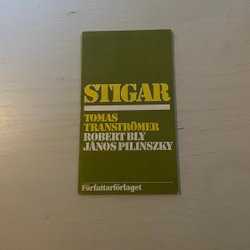 STIGAR
TOMAS
TRANSTRÖMER
ROBERT BLY
JÁNOS PILINSZKY
Författarförlaget